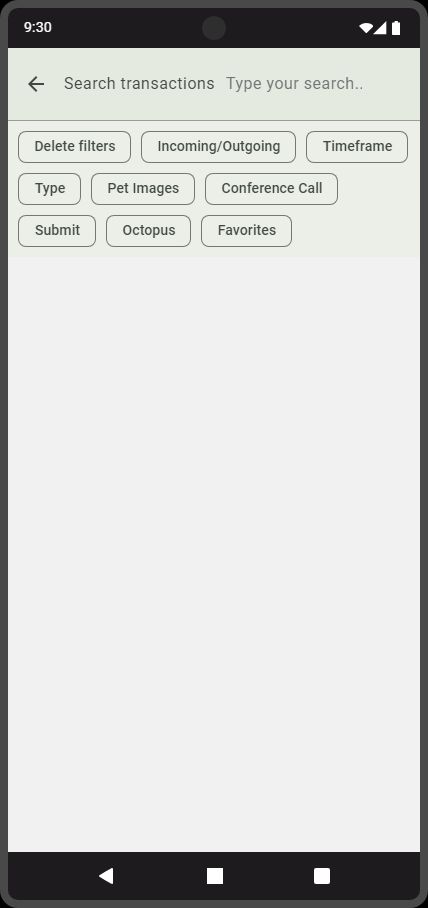 9:30
Search transactions Type your search..
Delete filters Incoming/Outgoing Timeframe
Type Pet Images Conference Call
Submit Octopus Favorites